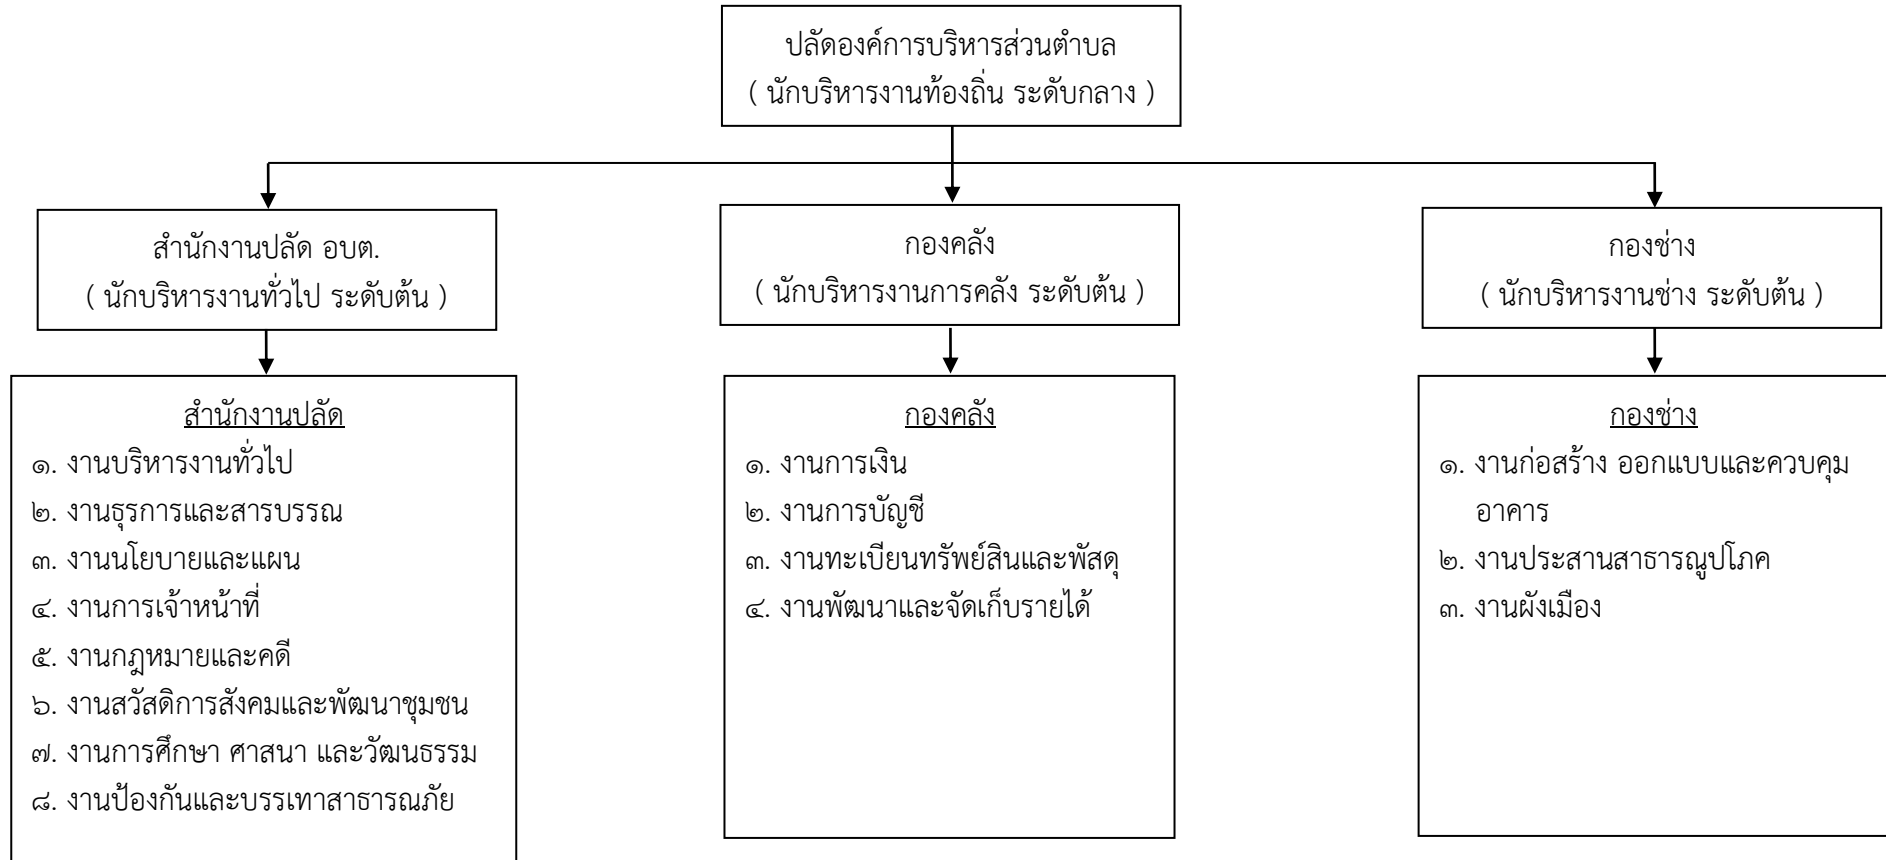 ปลัดองค์การบริหารส่วนตำบล
( นักบริหารงานท้องถิ่น ระดับกลาง )
สำนักงานปลัด อบต.
( นักบริหารงานทั่วไป ระดับต้น )
กองคลัง
( นักบริหารงานการคลัง ระดับต้น )
กองช่าง
( นักบริหารงานช่าง ระดับต้น )
สำนักงานปลัด
๑. งานบริหารงานทั่วไป
๒. งานธุรการและสารบรรณ
๓. งานนโยบายและแผน
๔. งานการเจ้าหน้าที่
๕. งานกฎหมายและคดี
๖. งานสวัสดิการสังคมและพัฒนาชุมชน
๗. งานการศึกษา ศาสนา และวัฒนธรรม
๘. งานป้องกันและบรรเทาสาธารณภัย
กองคลัง
๑. งานการเงิน
๒. งานการบัญชี
๓. งานทะเบียนทรัพย์สินและพัสดุ
๔. งานพัฒนาและจัดเก็บรายได้
กองช่าง
๑. งานก่อสร้าง ออกแบบและควบคุม
อาคาร
๒. งานประสานสาธารณูปโภค
๓. งานผังเมือง